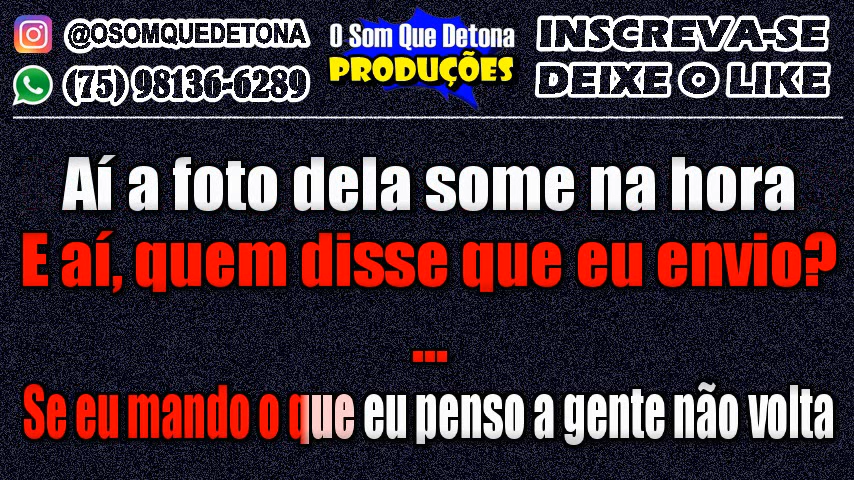 @OSOMQUEDETONA
(75) 98136-6289
O Som Que Detona
PRODUÇÕES
INSCREVA-SE
DEIXE O LIKE
Aí a foto dela some na hora
E aí, quem disse que eu envio?
...
Se eu mando o que eu penso a gente não volta